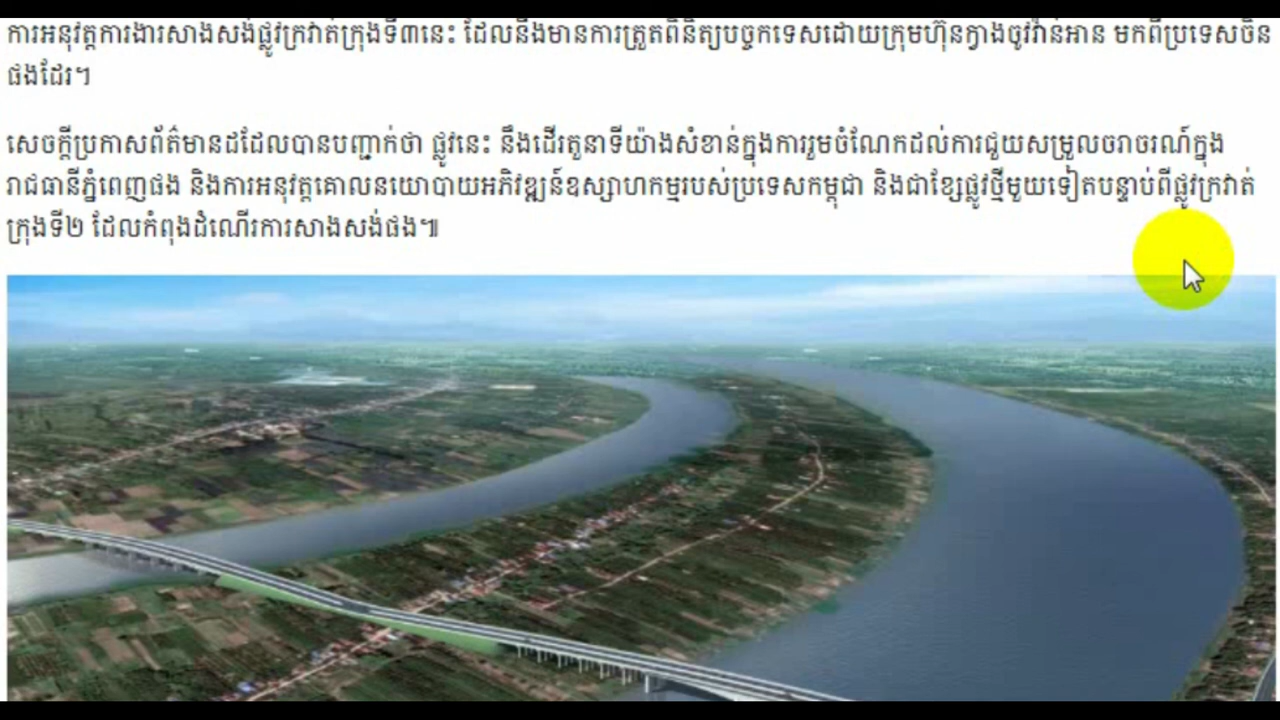 ការអនុវត្តការងារសាងសង់ផ្លូវក្រវាត់ក្រុងទី៣នេះ ដែលនឹងមានការត្រួតពិនិត្យបច្ចកទេសដោយក្រុមហ៊ុនក្វាងចូវវ៉ាន់អាន មកពីប្រទេសចិន
ផងដែរ។
សេចក្តីប្រកាសព័ត៌មានដដែលបានបញ្ជាក់ថា ផ្លូវនេះ នឹងដើរតួនាទីយ៉ាងសំខាន់ក្នុងការរួមចំណែកដល់ការជួយសម្រួលចរាចរណ៍ក្នុង
រាជធានីភ្នំពេញផង និងការអនុវត្តគោលនយោបាយអភិវឌ្ឍន៍ឧស្សាហកម្មរបស់ប្រទេសកម្ពុជា និងជាខ្សែផ្លូវថ្មីមួយទៀតបន្ទាប់ពីផ្លូវក្រវាត់
ក្រុងទី២ ដែលកំពុងដំណើរការសាងសង់ផង៕